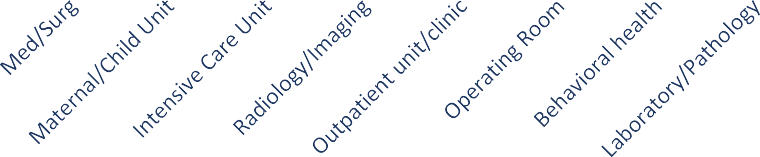 Med/Surg
Maternal/Child Unit
Intensive Care Unit
Radiology/Imaging
Outpatient unit/clinic
Operating Room
Behavioral health
Laboratory/Pathology